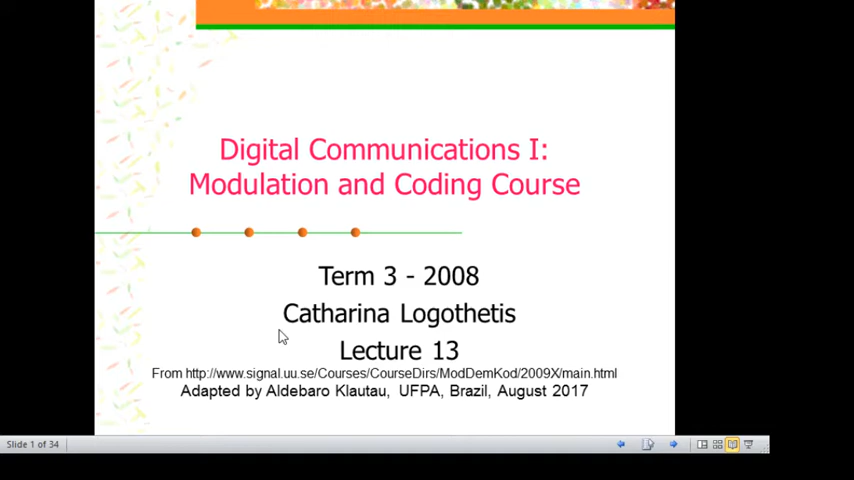 Digital Communications I:
Modulation and Coding Course
Term 3 - 2008
Catharina Logothetis
Lecture 13
From http://www.signal.uu.se/Courses/CourseDirs/ModDemKod/2009X/main.html
Adapted by Aldebaro Klautau, UFPA, Brazil, August 2017
Slide 1 of 34